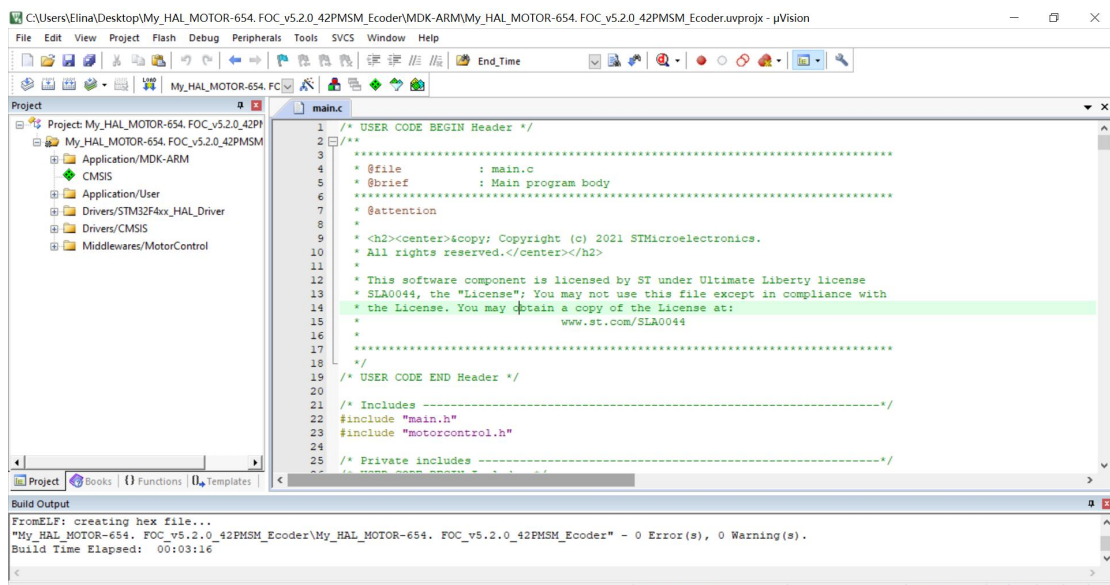 C:\Users\Elina\Desktop\My_HAL_MOTOR-654. FOC_v5.2.0_42PMSM_Ecoder\MDK-ARM\My_HAL_MOTOR-654. FOC_v5.2.0_42PMSM_Ecoder.uvprojx - µVision
File Edit View Project Flash Debug Peripherals Tools SVCS Window Help
End_Time
LOAD My_HAL_MOTOR-654. FC
Project
main.c
Project: My_HAL_MOTOR-654. FOC_v5.2.0_42PM
My_HAL_MOTOR-654. FOC_v5.2.0_42PMSM
Application/MDK-ARM
CMSIS
Application/User
Drivers/STM32F4xx_HAL_Driver
Drivers/CMSIS
Middlewares/MotorControl
1 /* USER CODE BEGIN Header */
2 /**
3 ******************************************************************************
4 * @file : main.c
5 * @brief : Main program body
6 ******************************************************************************
7 * @attention
8 *
9 * <h2><center>&copy; Copyright (c) 2021 STMicroelectronics.
10 * All rights reserved.</center></h2>
11 *
12 * This software component is licensed by ST under Ultimate Liberty license
13 * SLA0044, the "License"; You may not use this file except in compliance with
14 * the License. You may obtain a copy of the License at:
15 * www.st.com/SLA0044
16 *
17 ******************************************************************************
18 */
19 /* USER CODE END Header */
20
21 /* Includes ------------------------------------------------------------------*/
22 #include "main.h"
23 #include "motorcontrol.h"
24
25 /* Private includes ----------------------------------------------------------*/
Project Books {} Functions Templates
Build Output
FromELF: creating hex file...
"My_HAL_MOTOR-654. FOC_v5.2.0_42PMSM_Ecoder\My_HAL_MOTOR-654. FOC_v5.2.0_42PMSM_Ecoder" - 0 Error(s), 0 Warning(s).
Build Time Elapsed: 00:03:16